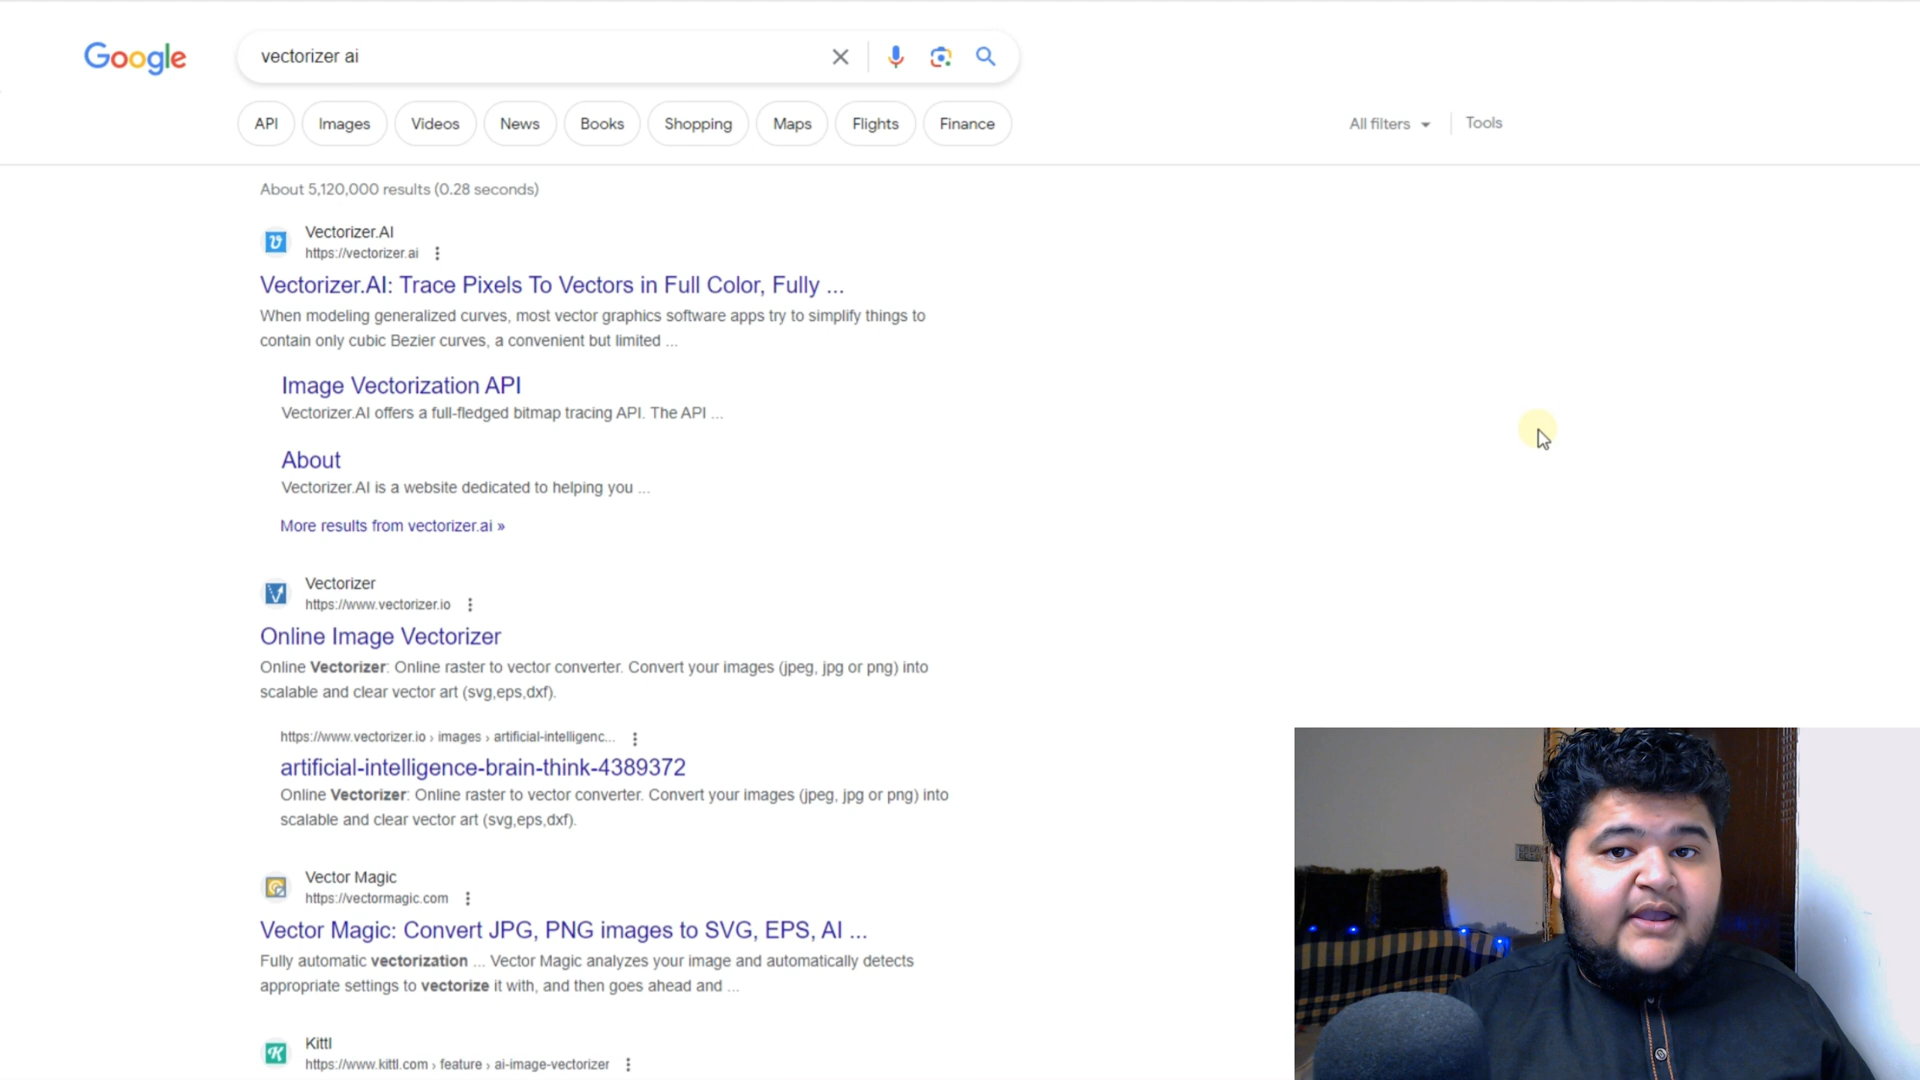 Google
vectorizer ai
API
Images
Videos
News
Books
Shopping
Maps
Flights
Finance
All filters
Tools
About 5,120,000 results (0.28 seconds)
Vectorizer.AI
https://vectorizer.ai
Vectorizer.AI: Trace Pixels To Vectors in Full Color, Fully ...
When modeling generalized curves, most vector graphics software apps try to simplify things to
contain only cubic Bezier curves, a convenient but limited ...
Image Vectorization API
Vectorizer.AI offers a full-fledged bitmap tracing API. The API ...
About
Vectorizer.AI is a website dedicated to helping you ...
More results from vectorizer.ai »
Vectorizer
https://www.vectorizer.io
Online Image Vectorizer
Online Vectorizer: Online raster to vector converter. Convert your images (jpeg, jpg or png) into
scalable and clear vector art (svg,eps,dxf).
https://www.vectorizer.io › images › artificial-intelligenc...
artificial-intelligence-brain-think-4389372
Online Vectorizer: Online raster to vector converter. Convert your images (jpeg, jpg or png) into
scalable and clear vector art (svg,eps,dxf).
Vector Magic
https://vectormagic.com
Vector Magic: Convert JPG, PNG images to SVG, EPS, AI ...
Fully automatic vectorization ... Vector Magic analyzes your image and automatically detects
appropriate settings to vectorize it with, and then goes ahead and ...
Kittl
https://www.kittl.com › feature › ai-image-vectorizer